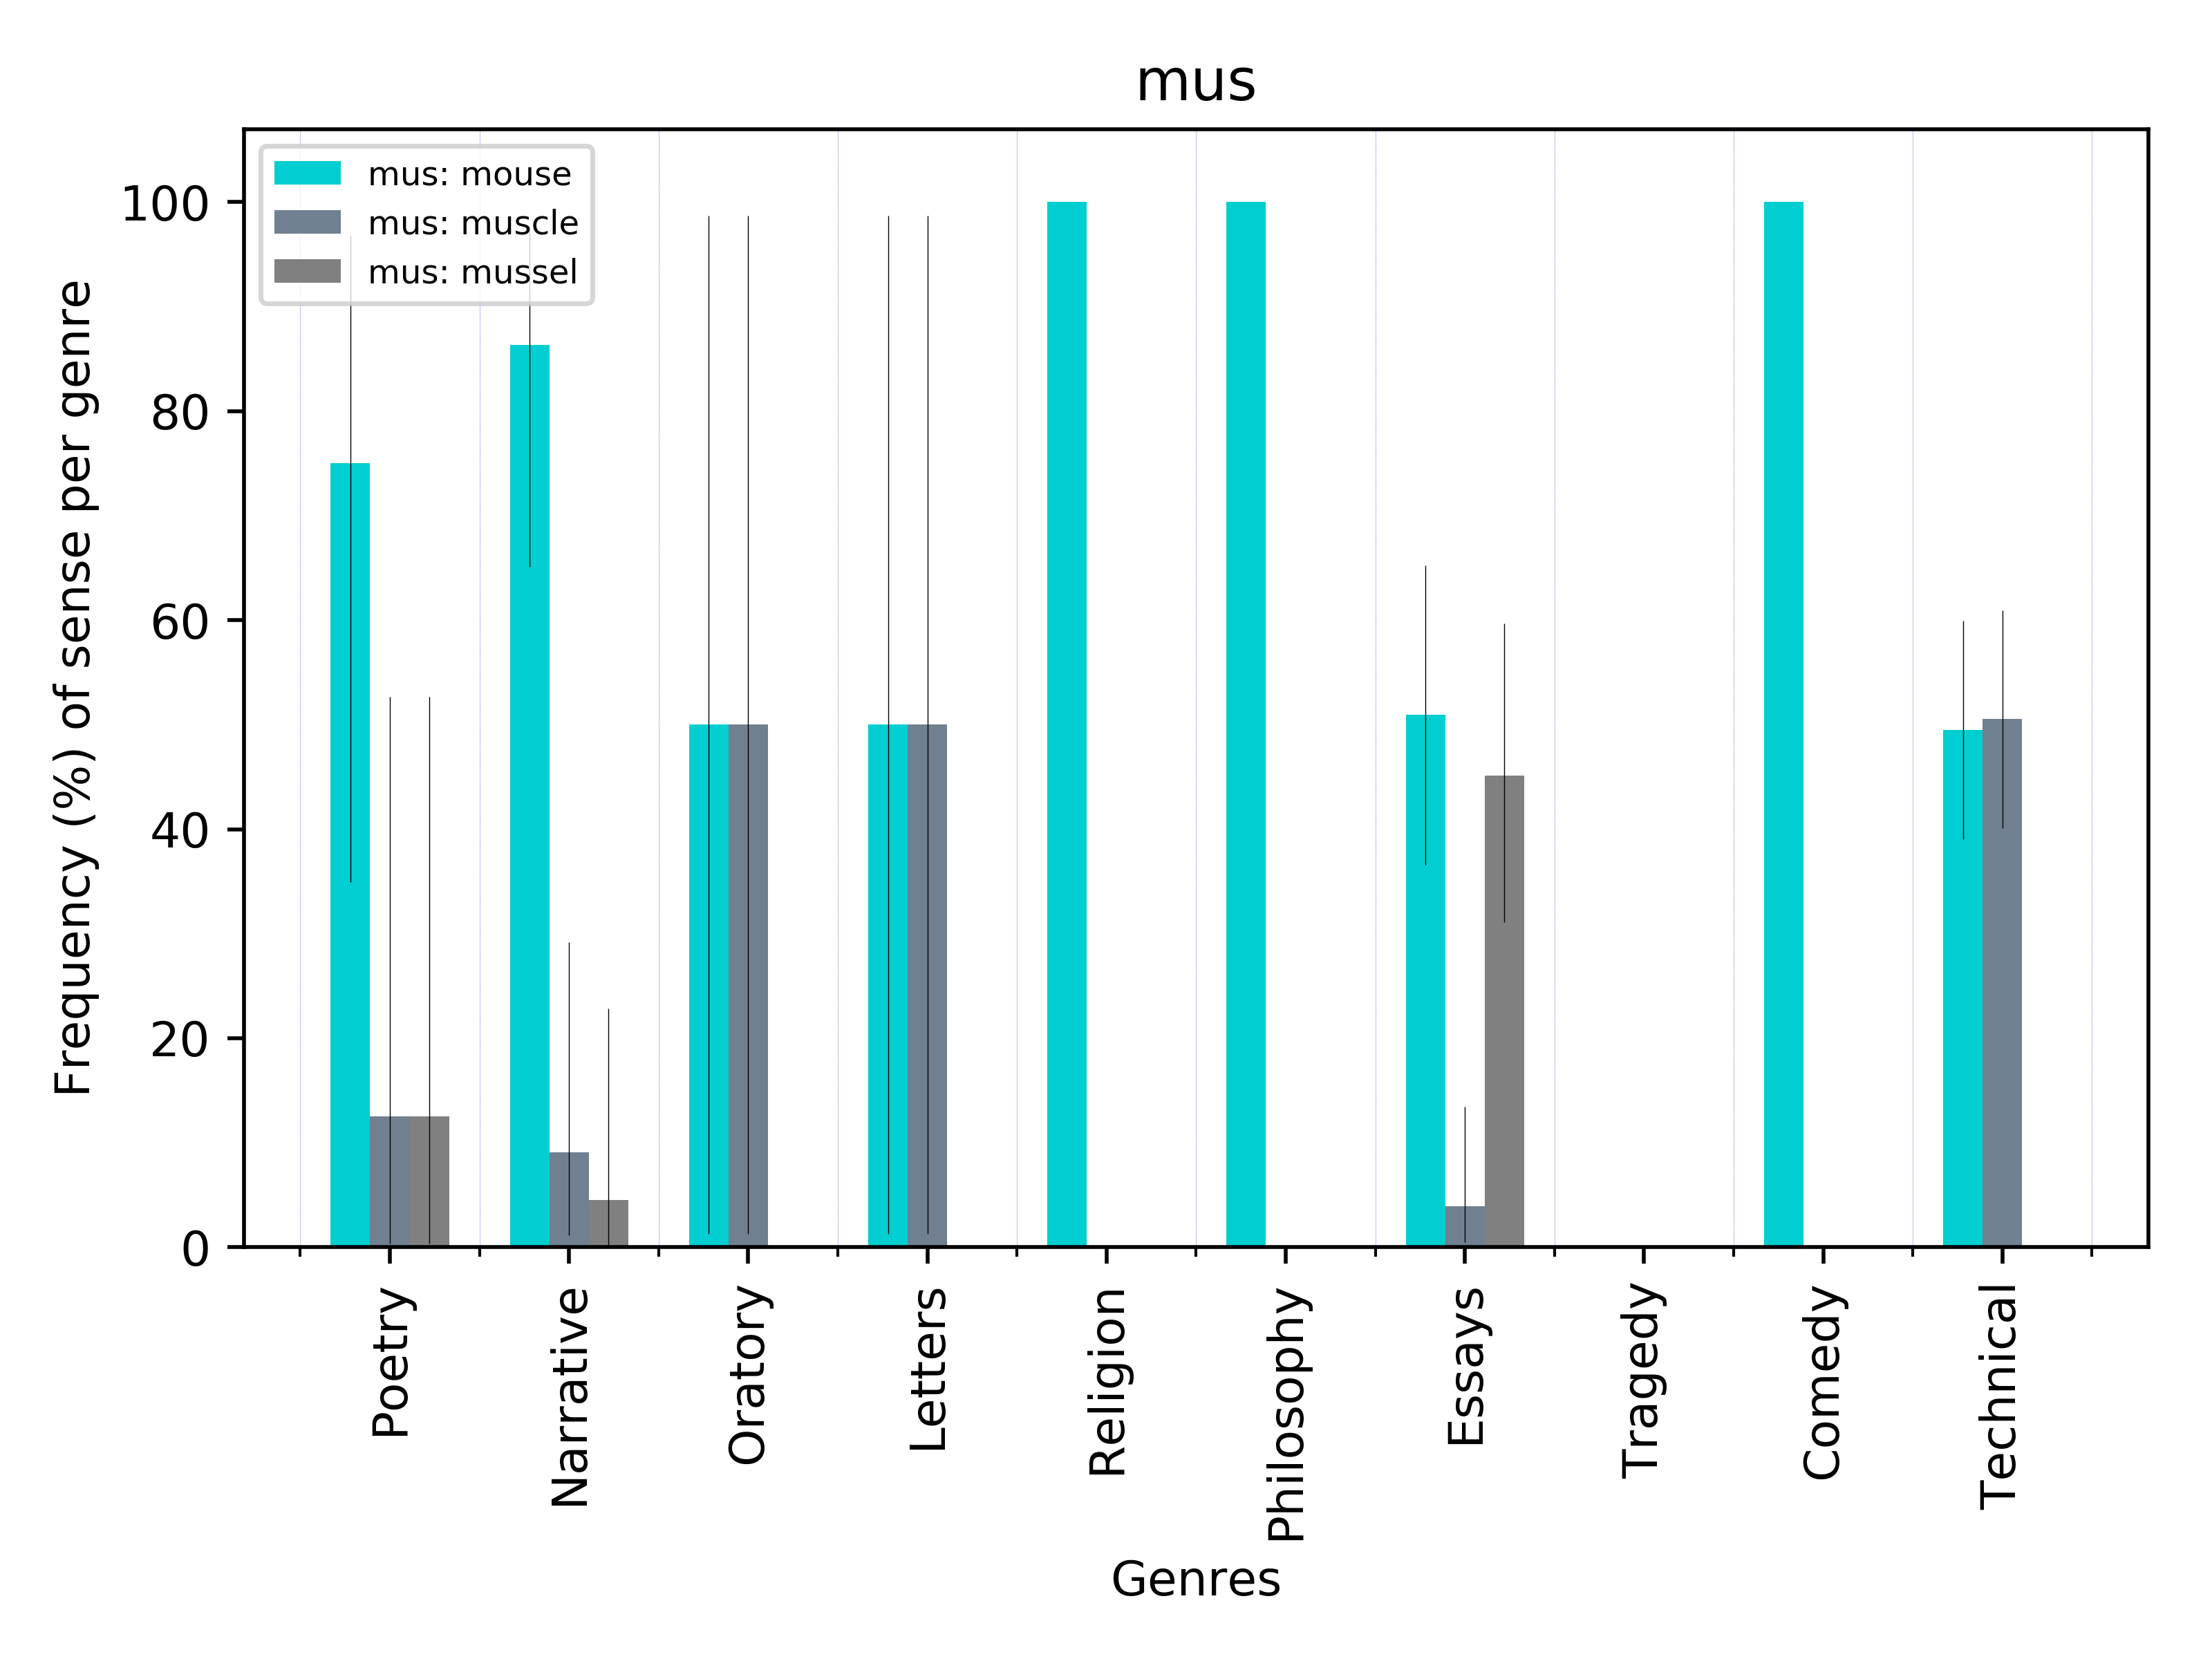 mus
mus: mouse
mus: muscle
mus: mussel
Frequency (%) of sense per genre
100
80
60
40
20
0
Poetry
Narrative
Oratory
Letters
Religion
Philosophy
Essays
Tragedy
Comedy
Technical
Genres